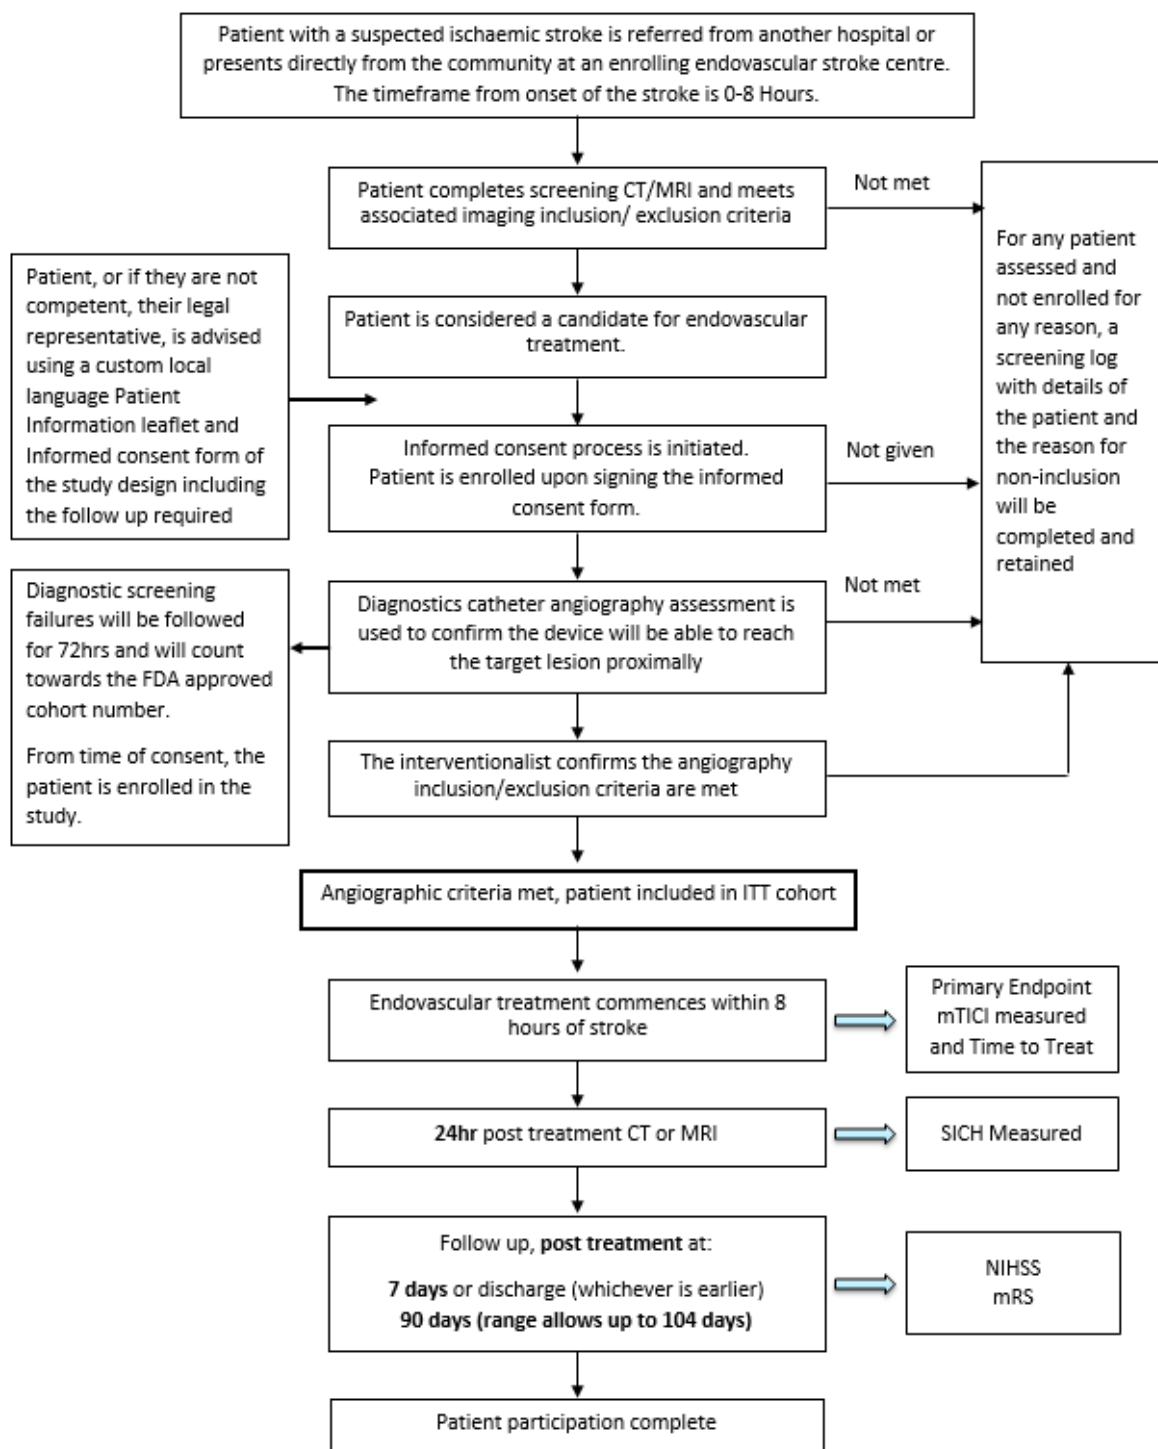 Patient with a suspected ischaemic stroke is referred from another hospital or
presents directly from the community at an enrolling endovascular stroke centre.
The timeframe from onset of the stroke is 0-8 Hours.
Patient completes screening CT/MRI and meets
associated imaging inclusion/ exclusion criteria
Not met
For any patient
assessed and
not enrolled for
any reason, a
screening log
with details of
the patient and
the reason for
non-inclusion
will be
completed and
retained
Patient, or if they are not
competent, their legal
representative, is advised
using a custom local
language Patient
Information leaflet and
Informed consent form of
the study design including
the follow up required
Patient is considered a candidate for endovascular
treatment.
Informed consent process is initiated.
Patient is enrolled upon signing the informed
consent form.
Not given
Diagnostic screening
failures will be followed
for 72hrs and will count
towards the FDA approved
cohort number.
From time of consent, the
patient is enrolled in the
study.
Diagnostics catheter angiography assessment is
used to confirm the device will be able to reach
the target lesion proximally
Not met
The interventionalist confirms the angiography
inclusion/exclusion criteria are met
Angiographic criteria met, patient included in ITT cohort
Endovascular treatment commences within 8
hours of stroke
Primary Endpoint
mTICI measured
and Time to Treat
24hr post treatment CT or MRI
SICH Measured
Follow up, post treatment at:
7 days or discharge (whichever is earlier)
90 days (range allows up to 104 days)
NIHSS
mRS
Patient participation complete